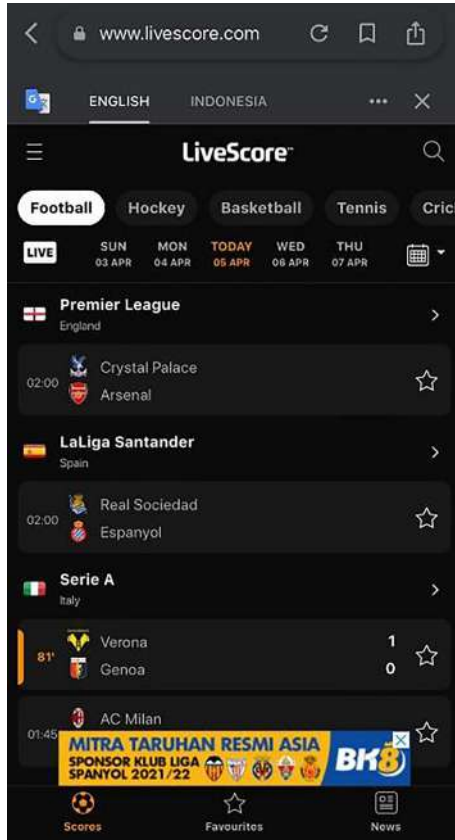 www.livescore.com
ENGLISH INDONESIA
LiveScore™
Football Hockey Basketball Tennis Cric
LIVE SUN MON TODAY WED THU
03 APR 04 APR 05 APR 06 APR 07 APR
Premier League
England
02:00 Crystal Palace
Arsenal
LaLiga Santander
Spain
02:00 Real Sociedad
Espanyol
Serie A
Italy
81' Verona 1
Genoa 0
01:45 AC Milan
MITRA TARUHAN RESMI ASIA
SPONSOR KLUB LIGA
SPANYOL 2021/22
BK8
Scores Favourites News